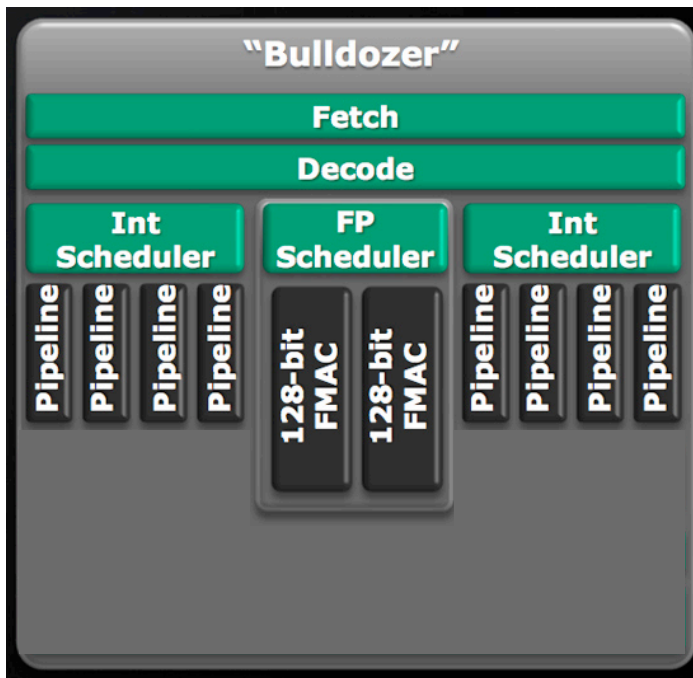 “Bulldozer”
Fetch
Decode
Int
Scheduler
Pipeline
Pipeline
Pipeline
Pipeline
FP
Scheduler
128-bit
FMAC
128-bit
FMAC
Int
Scheduler
Pipeline
Pipeline
Pipeline
Pipeline